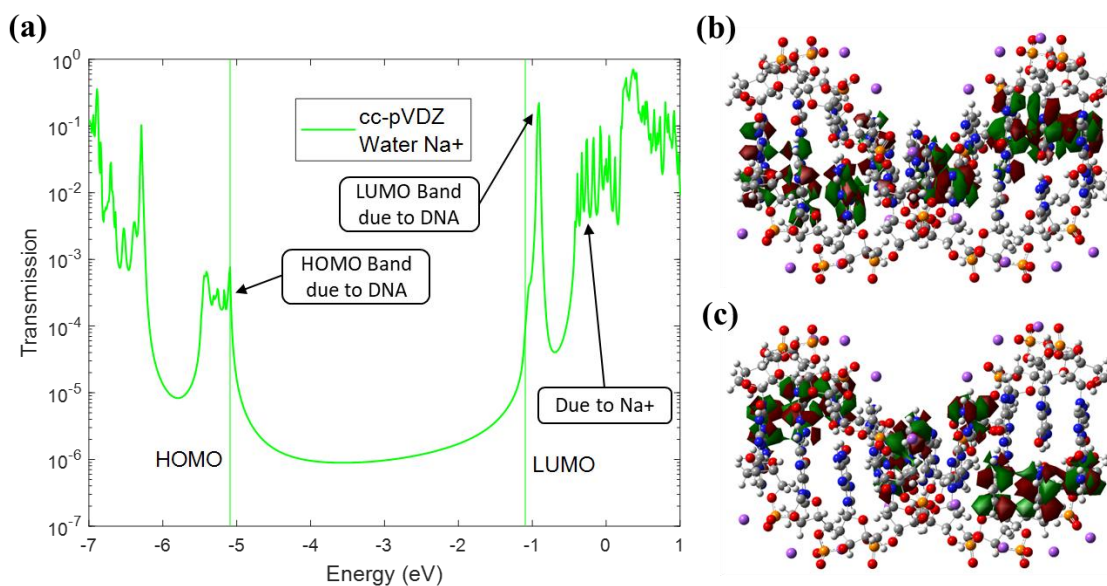 (a)
10^0
10^-1
10^-2
10^-3
10^-4
10^-5
10^-6
10^-7
Transmission
cc-pVDZ
Water Na+
LUMO Band
due to DNA
HOMO Band
due to DNA
Due to Na+
HOMO
LUMO
-7 -6 -5 -4 -3 -2 -1 0 1
Energy (eV)
(b)
(c)